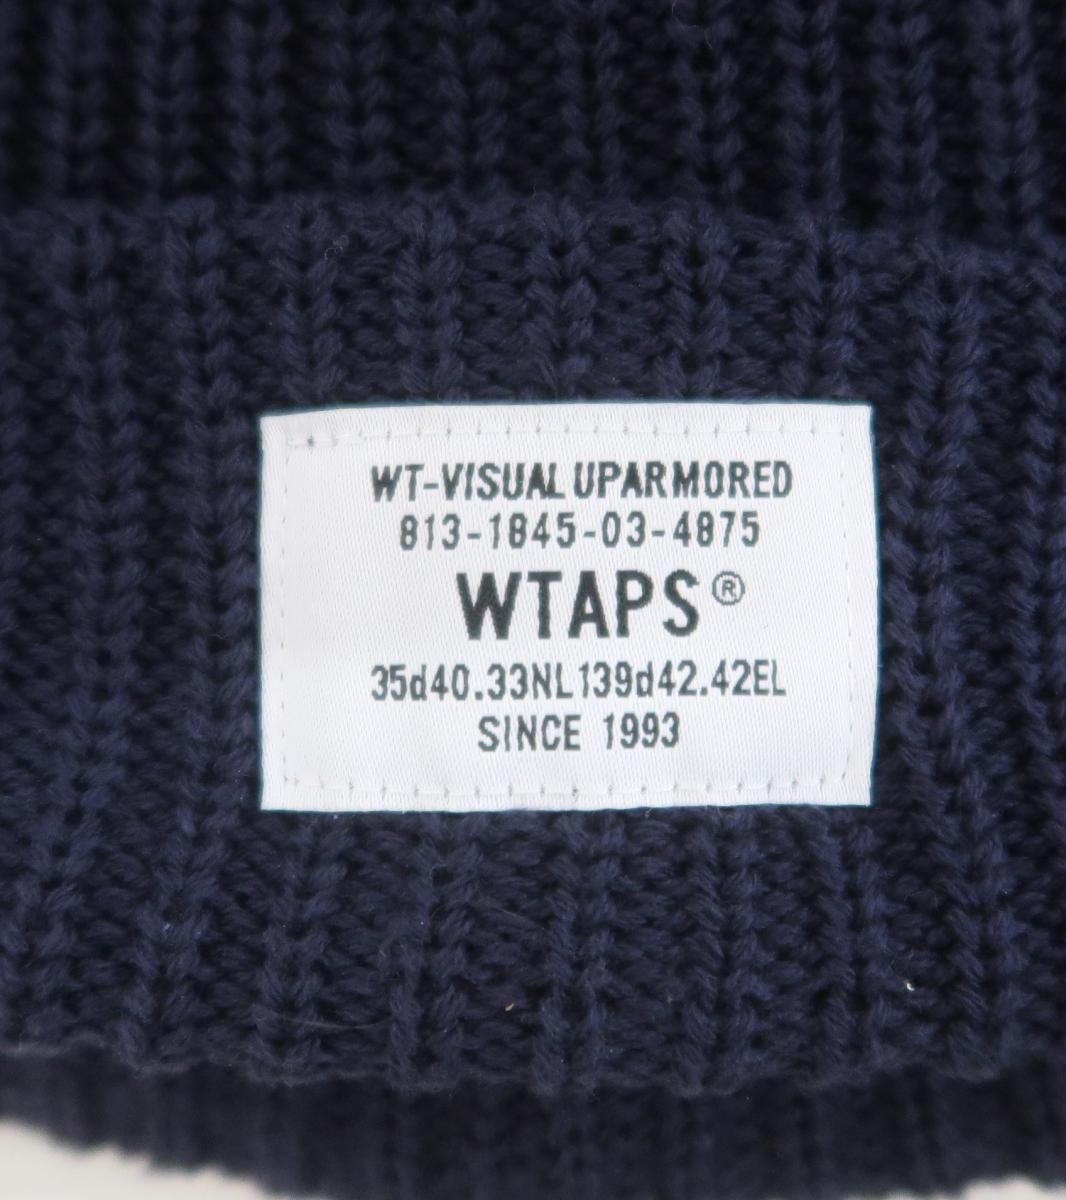 WT-VISUAL UPARMORED
813-1845-03-4875
WTAPS®
35d40.33NL139d42.42EL
SINCE 1993